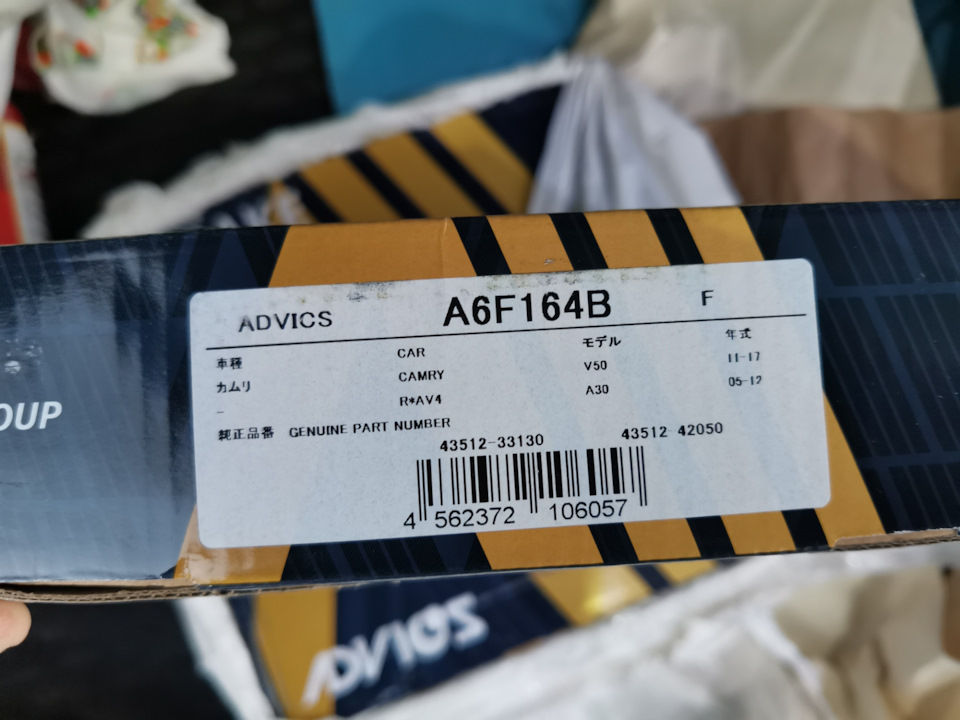 ADVICS A6F164B F
車種 CAR モデル 年式
カムリ CAMRY V50 11-17
- R*AV4 A30 05-12
純正品番 GENUINE PART NUMBER
43512-33130 43512-42050
4 562372 106057
OUP
ADVICS